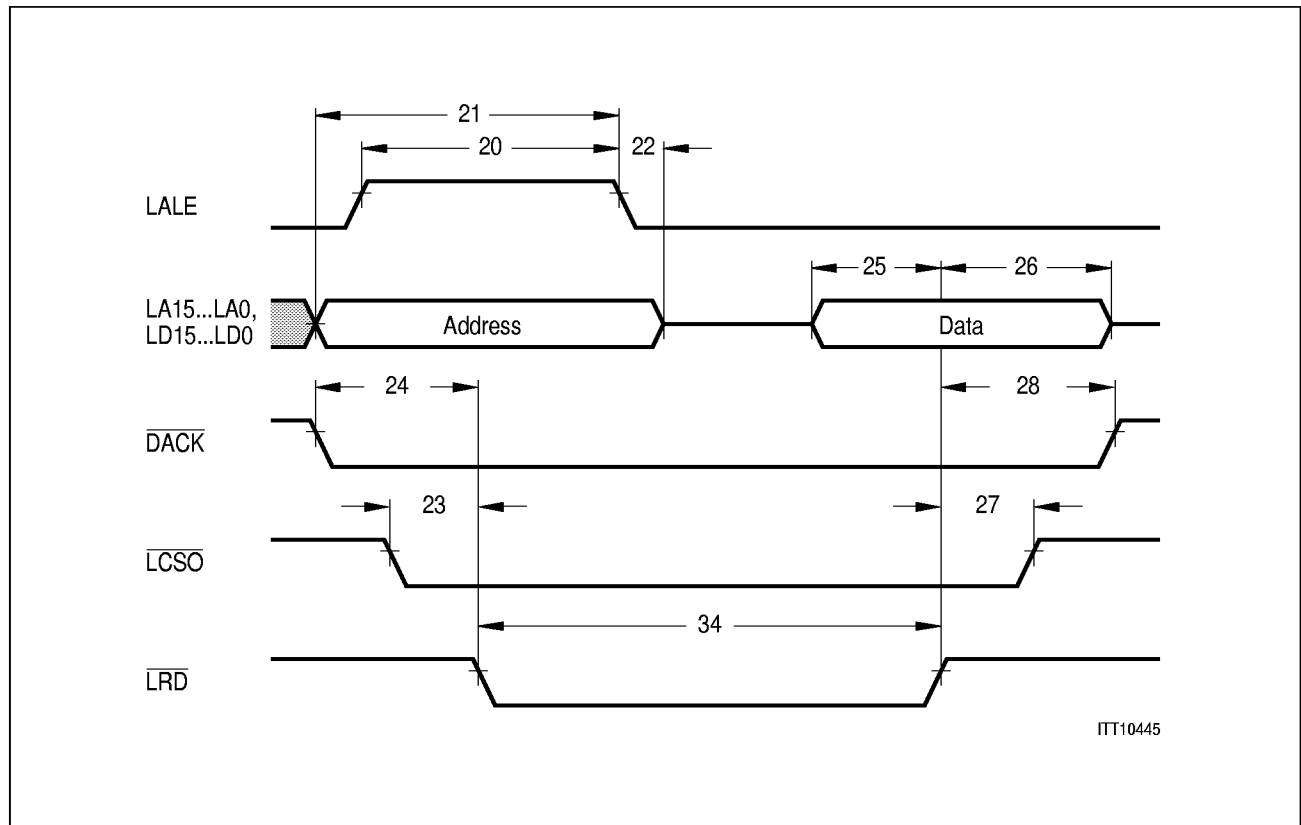 21
20
22
LALE
25
26
LA15...LA0,
LD15...LD0
Address
Data
24
28
DACK
23
27
LCSO
34
LRD
ITT10445